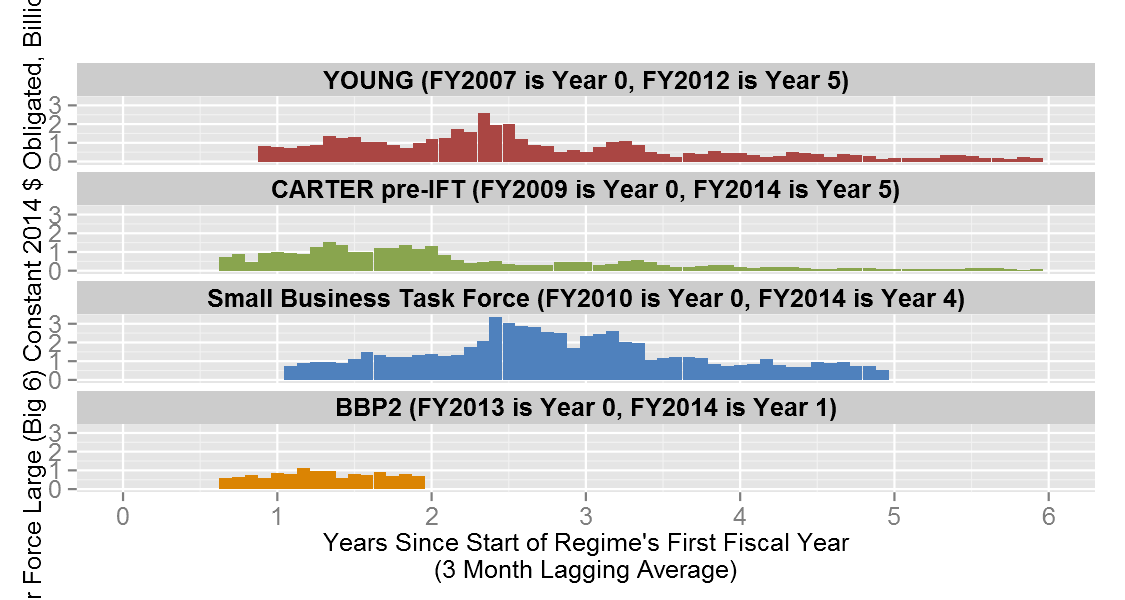 r Force Large (Big 6) Constant 2014 $ Obligated, Billio
YOUNG (FY2007 is Year 0, FY2012 is Year 5)
3
2
1
0
CARTER pre-IFT (FY2009 is Year 0, FY2014 is Year 5)
3
2
1
0
Small Business Task Force (FY2010 is Year 0, FY2014 is Year 4)
3
2
1
0
BBP2 (FY2013 is Year 0, FY2014 is Year 1)
3
2
1
0
0 1 2 3 4 5 6
Years Since Start of Regime's First Fiscal Year
(3 Month Lagging Average)